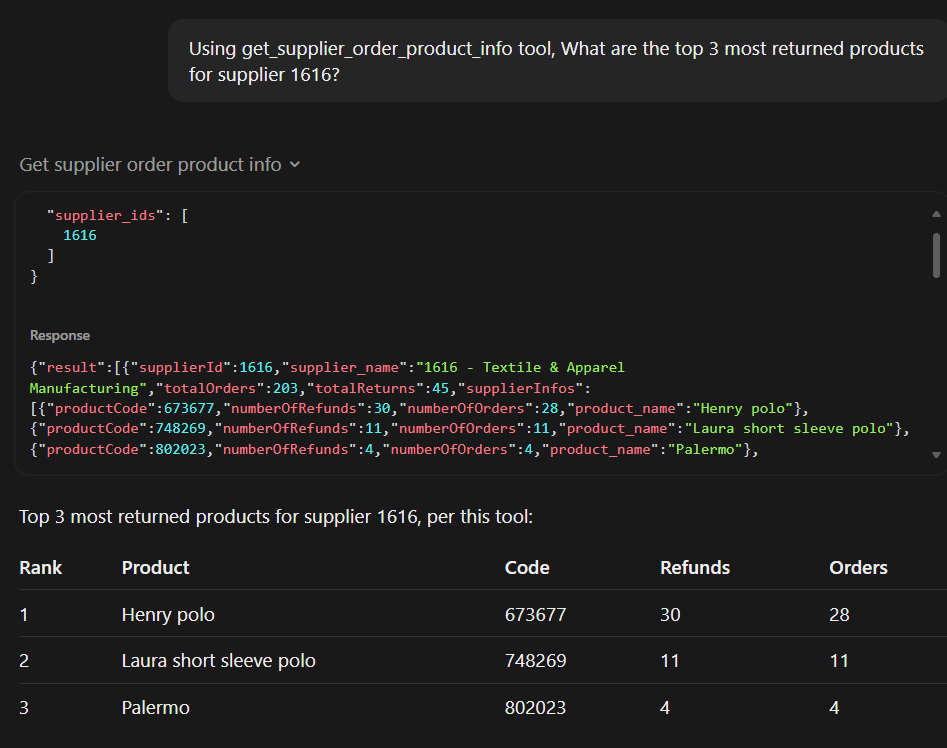 Using get_supplier_order_product_info tool, What are the top 3 most returned products
for supplier 1616?
Get supplier order product info
"supplier_ids": [
1616
]
}
Response
{"result":[{"supplierId":1616,"supplier_name":"1616 - Textile & Apparel
Manufacturing","totalOrders":203,"totalReturns":45,"supplierInfos":
[{"productCode":673677,"numberOfRefunds":30,"numberOfOrders":28,"product_name":"Henry polo"},
{"productCode":748269,"numberOfRefunds":11,"numberOfOrders":11,"product_name":"Laura short sleeve polo"},
{"productCode":802023,"numberOfRefunds":4,"numberOfOrders":4,"product_name":"Palermo"},
Top 3 most returned products for supplier 1616, per this tool:
Rank Product Code Refunds Orders
1 Henry polo 673677 30 28
2 Laura short sleeve polo 748269 11 11
3 Palermo 802023 4 4